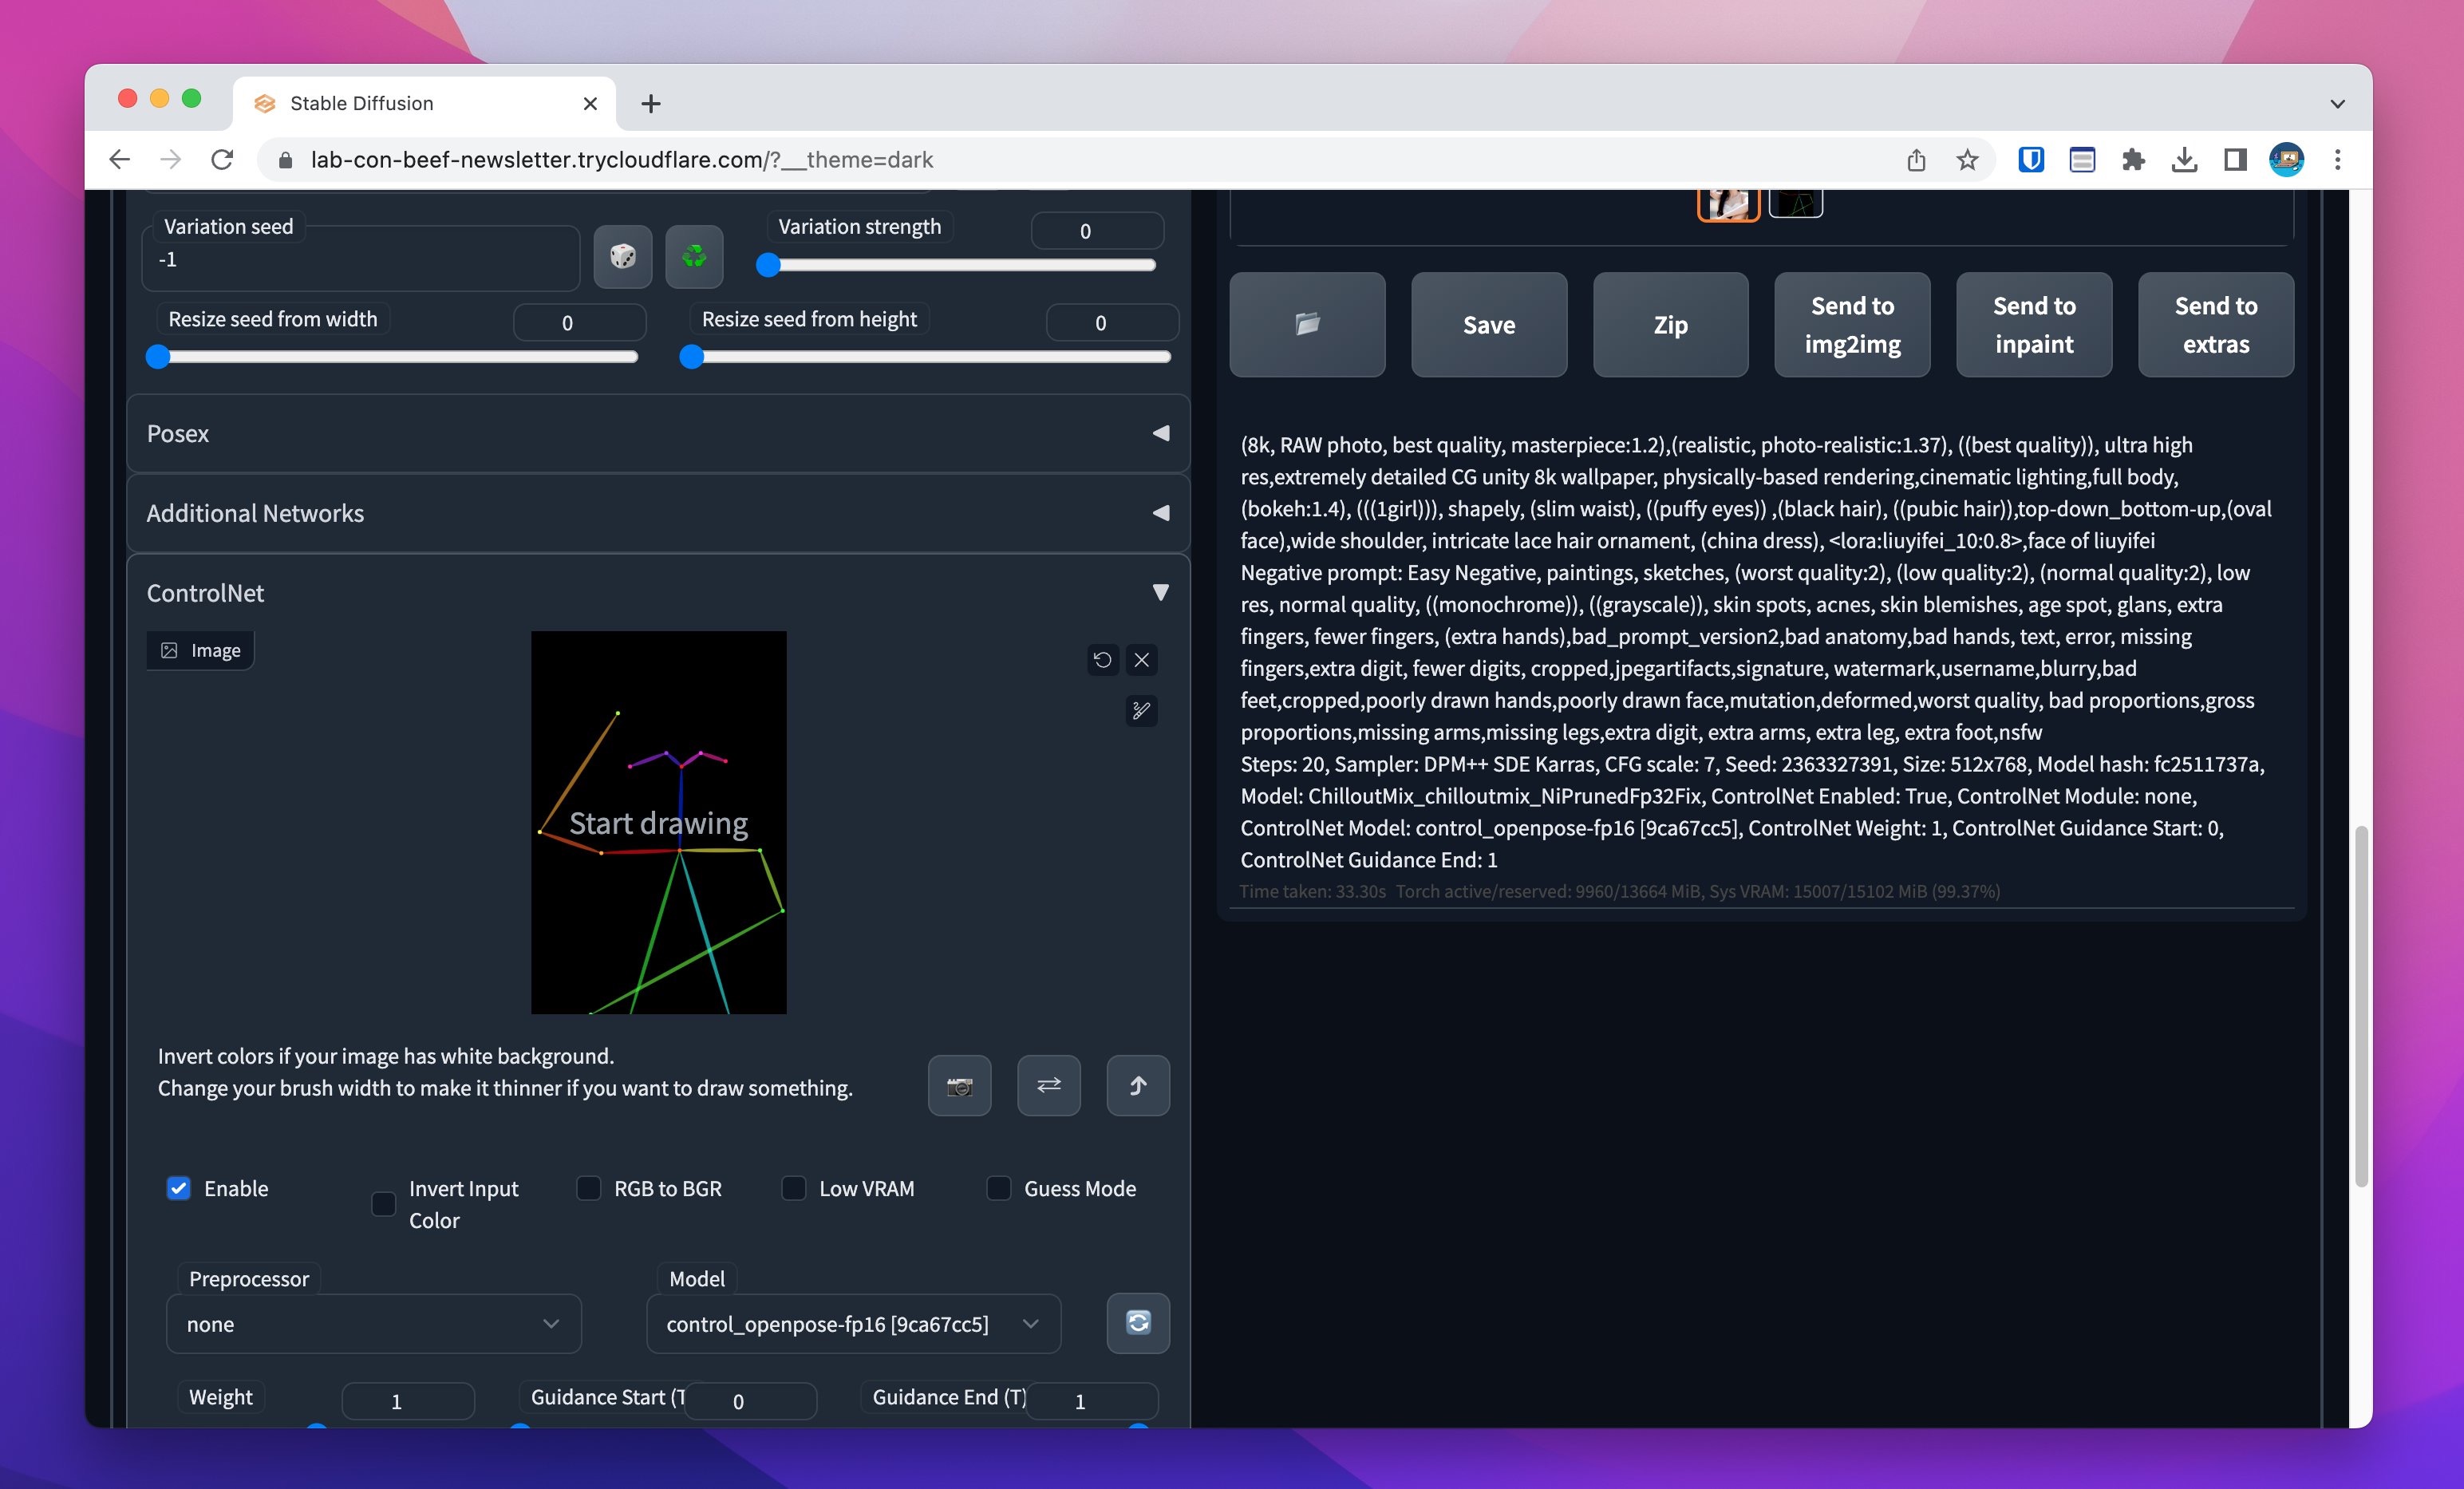 Stable Diffusion
lab-con-beef-newsletter.trycloudflare.com/?__theme=dark
Variation seed
-1
Variation strength
0
Resize seed from width
0
Resize seed from height
0
Posex
Additional Networks
ControlNet
Image
Start drawing
Invert colors if your image has white background.
Change your brush width to make it thinner if you want to draw something.
Enable
Invert Input
Color
RGB to BGR
Low VRAM
Guess Mode
Preprocessor
none
Model
control_openpose-fp16 [9ca67cc5]
Weight
1
Guidance Start (T
0
Guidance End (T)
1
Save
Zip
Send to
img2img
Send to
inpaint
Send to
extras
(8k, RAW photo, best quality, masterpiece:1.2),(realistic, photo-realistic:1.37), ((best quality)), ultra high
res,extremely detailed CG unity 8k wallpaper, physically-based rendering,cinematic lighting,full body,
(bokeh:1.4), (((1girl))), shapely, (slim waist), ((puffy eyes)) ,(black hair), ((pubic hair)),top-down_bottom-up,(oval
face),wide shoulder, intricate lace hair ornament, (china dress), <lora:liuyifei_10:0.8>,face of liuyifei
Negative prompt: Easy Negative, paintings, sketches, (worst quality:2), (low quality:2), (normal quality:2), low
res, normal quality, ((monochrome)), ((grayscale)), skin spots, acnes, skin blemishes, age spot, glans, extra
fingers, fewer fingers, (extra hands),bad_prompt_version2,bad anatomy,bad hands, text, error, missing
fingers,extra digit, fewer digits, cropped,jpegartifacts,signature, watermark,username,blurry,bad
feet,cropped,poorly drawn hands,poorly drawn face,mutation,deformed,worst quality, bad proportions,gross
proportions,missing arms,missing legs,extra digit, extra arms, extra leg, extra foot,nsfw
Steps: 20, Sampler: DPM++ SDE Karras, CFG scale: 7, Seed: 2363327391, Size: 512x768, Model hash: fc2511737a,
Model: ChilloutMix_chilloutmix_NiPrunedFp32Fix, ControlNet Enabled: True, ControlNet Module: none,
ControlNet Model: control_openpose-fp16 [9ca67cc5], ControlNet Weight: 1, ControlNet Guidance Start: 0,
ControlNet Guidance End: 1
Time taken: 33.30s Torch active/reserved: 9960/13664 MiB, Sys VRAM: 15007/15102 MiB (99.37%)